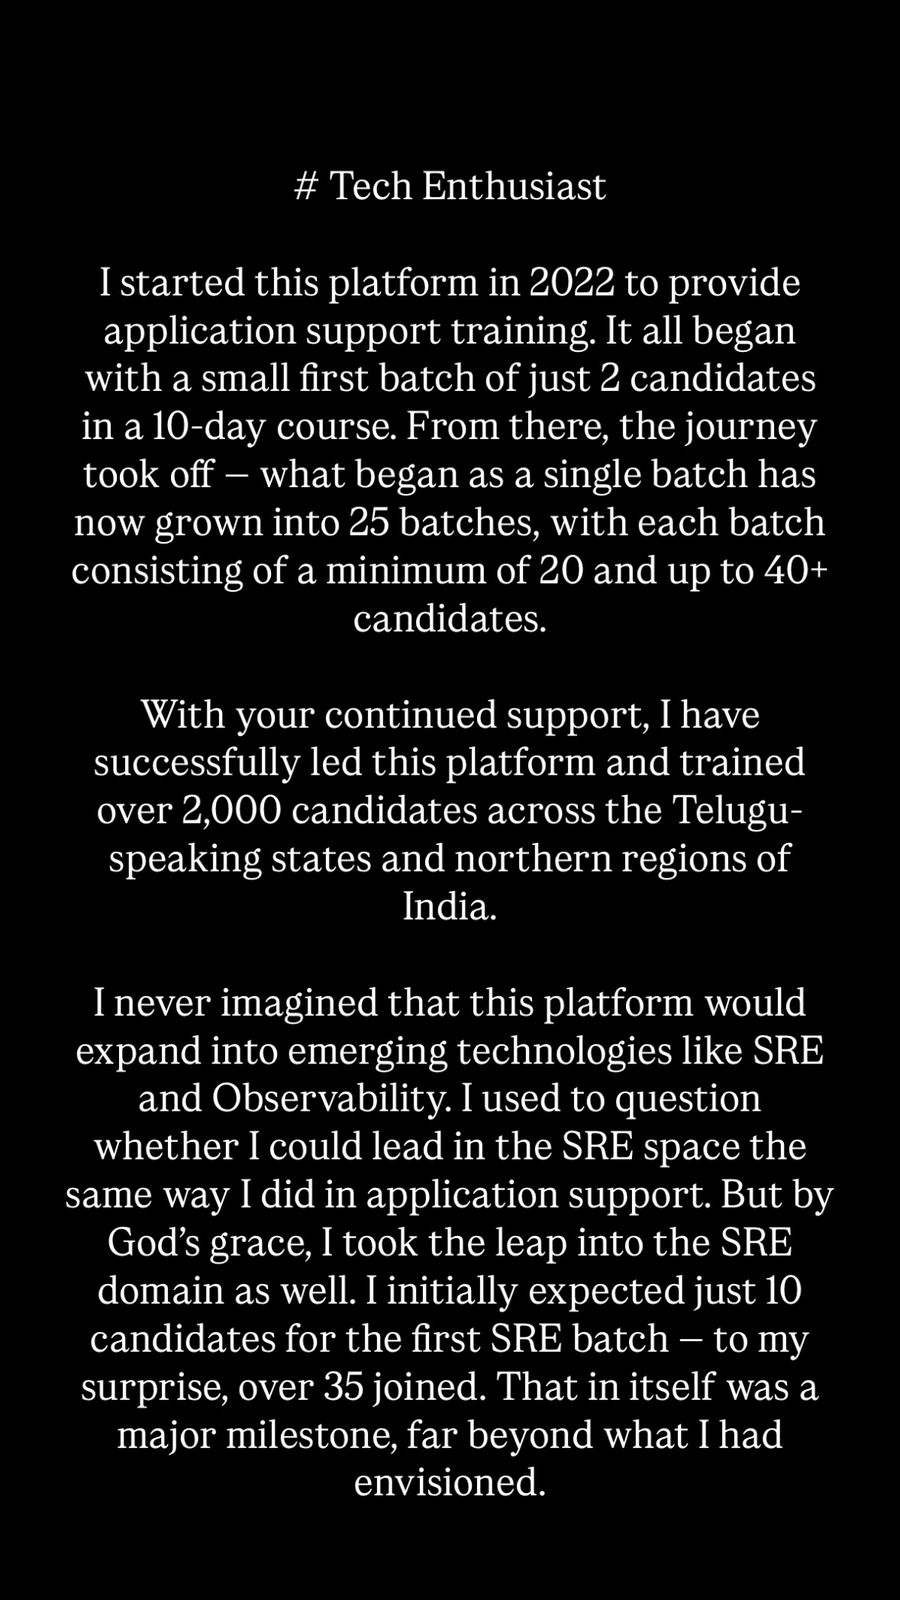 # Tech Enthusiast
I started this platform in 2022 to provide
application support training. It all began
with a small first batch of just 2 candidates
in a 10-day course. From there, the journey
took off – what began as a single batch has
now grown into 25 batches, with each batch
consisting of a minimum of 20 and up to 40+
candidates.
With your continued support, I have
successfully led this platform and trained
over 2,000 candidates across the Telugu-
speaking states and northern regions of
India.
I never imagined that this platform would
expand into emerging technologies like SRE
and Observability. I used to question
whether I could lead in the SRE space the
same way I did in application support. But by
God’s grace, I took the leap into the SRE
domain as well. I initially expected just 10
candidates for the first SRE batch – to my
surprise, over 35 joined. That in itself was a
major milestone, far beyond what I had
envisioned.